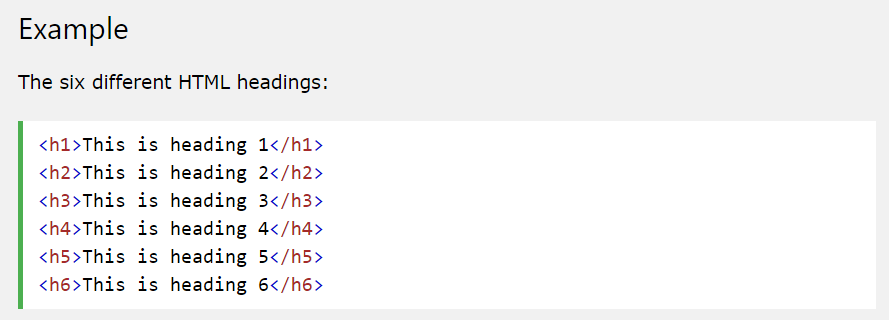 Example
The six different HTML headings:
<h1>This is heading 1</h1>
<h2>This is heading 2</h2>
<h3>This is heading 3</h3>
<h4>This is heading 4</h4>
<h5>This is heading 5</h5>
<h6>This is heading 6</h6>